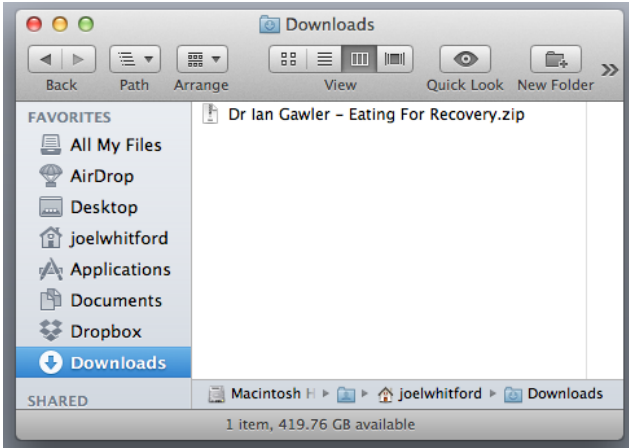 Downloads
Back Path Arrange View Quick Look New Folder
FAVORITES
All My Files
AirDrop
Desktop
joelwhitford
Applications
Documents
Dropbox
Downloads
SHARED
Dr Ian Gawler – Eating For Recovery.zip
Macintosh H joelwhitford Downloads
1 item, 419.76 GB available